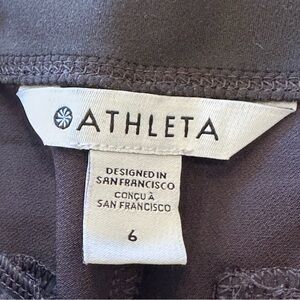 ATHLETA
DESIGNED IN
SAN FRANCISCO
CONÇU À
SAN FRANCISCO
6